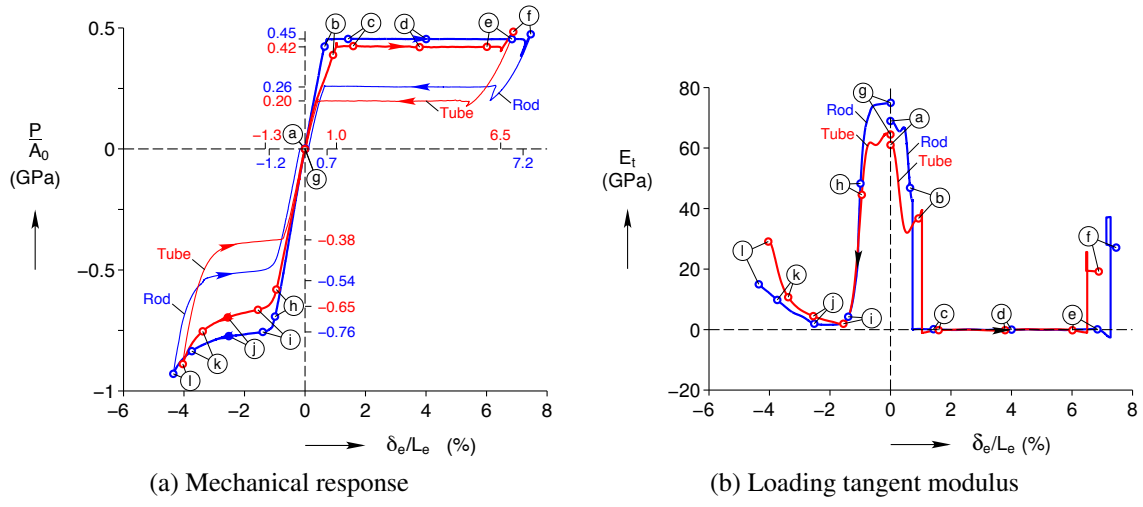 0.5
0
−0.5
−1
P
A₀
(GPa)
0.45
0.42
0.26
0.20
b
c
d
e
f
Rod
Tube
a
−1.3
1.0
6.5
−1.2
0.7
7.2
g
Tube
Rod
−0.38
−0.54
−0.65
−0.76
h
i
j
k
l
−6
−4
−2
0
2
4
6
8
δₑ/Lₑ (%)
(a) Mechanical response
80
60
40
20
0
−20
Eₜ
(GPa)
g
a
Rod
Tube
Rod
Tube
h
b
l
k
j
i
c
d
e
f
−6
−4
−2
0
2
4
6
8
δₑ/Lₑ (%)
(b) Loading tangent modulus